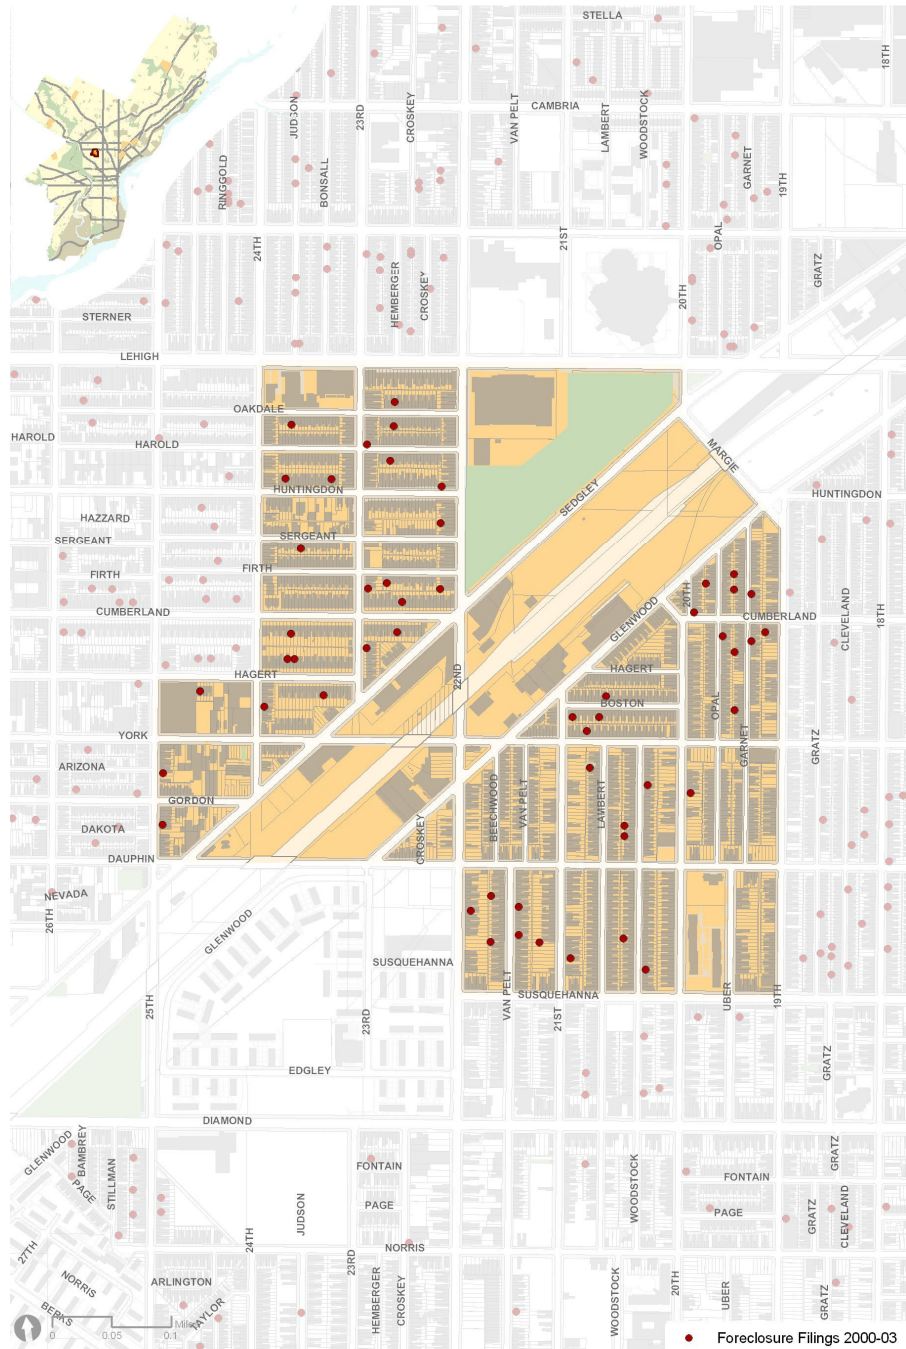 STELLA
18TH
CAMBRIA
JUDSON
23RD
CROSKEY
VAN PELT
LAMBERT
WOODSTOCK
GARNET
19TH
RINGGOLD
BONSALL
24TH
21ST
OPAL
GRATZ
HEMBERGER
CROSKEY
20TH
STERNER
LEHIGH
OAKDALE
HAROLD
HAROLD
MARGIE
HUNTINGDON
SEDGLEY
HUNTINGDON
HAZZARD
SERGEANT
SERGEANT
FIRTH
FIRTH
CUMBERLAND
20TH
CUMBERLAND
CLEVELAND
18TH
GLENWOOD
HAGERT
HAGERT
22ND
BOSTON
OPAL
YORK
GARNET
GRATZ
ARIZONA
GORDON
BEECHWOOD
VAN PELT
LAMBERT
DAKOTA
CROSKEY
DAUPHIN
NEVADA
26TH
GLENWOOD
SUSQUEHANNA
SUSQUEHANNA
25TH
23RD
VAN PELT
21ST
UBER
19TH
EDGLEY
GRATZ
DIAMOND
GLENWOOD
BAMBREY
PAGE
STILLMAN
FONTAIN
PAGE
WOODSTOCK
FONTAIN
PAGE
GRATZ
GRATZ
CLEVELAND
JUDSON
24TH
NORRIS
27TH
23RD
NORRIS
ARLINGTON
BERKS
TAYLOR
HEMBERGER
CROSKEY
WOODSTOCK
20TH
UBER
GRATZ
Miles
0 0.05 0.1
Foreclosure Filings 2000-03